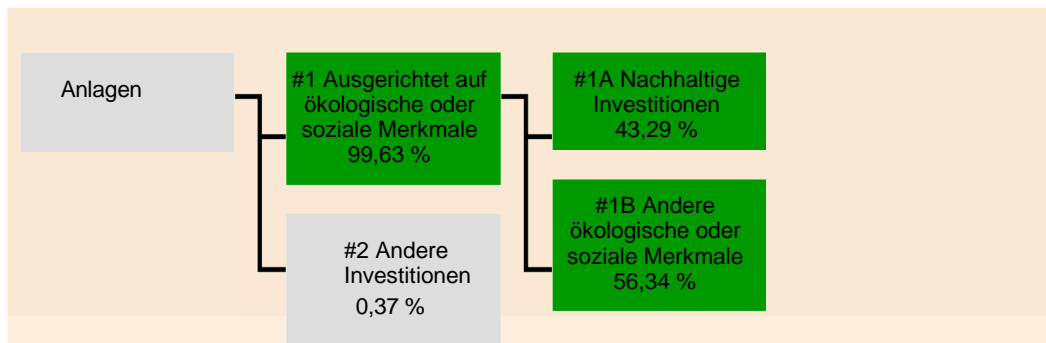 Anlagen
#1 Ausgerichtet auf
ökologische oder
soziale Merkmale
99,63 %
#2 Andere
Investitionen
0,37 %
#1A Nachhaltige
Investitionen
43,29 %
#1B Andere
ökologische oder
soziale Merkmale
56,34 %